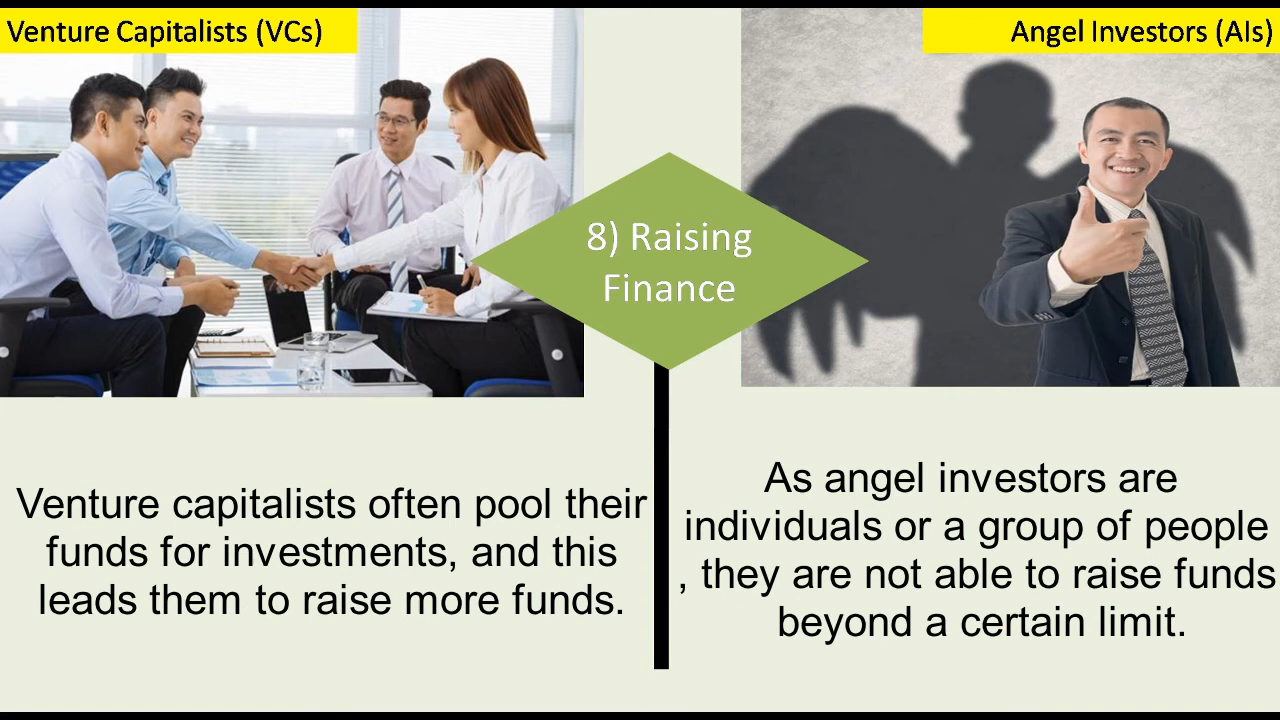 Venture Capitalists (VCs)
Angel Investors (AIs)
8) Raising
Finance
Venture capitalists often pool their
funds for investments, and this
leads them to raise more funds.
As angel investors are
individuals or a group of people
, they are not able to raise funds
beyond a certain limit.